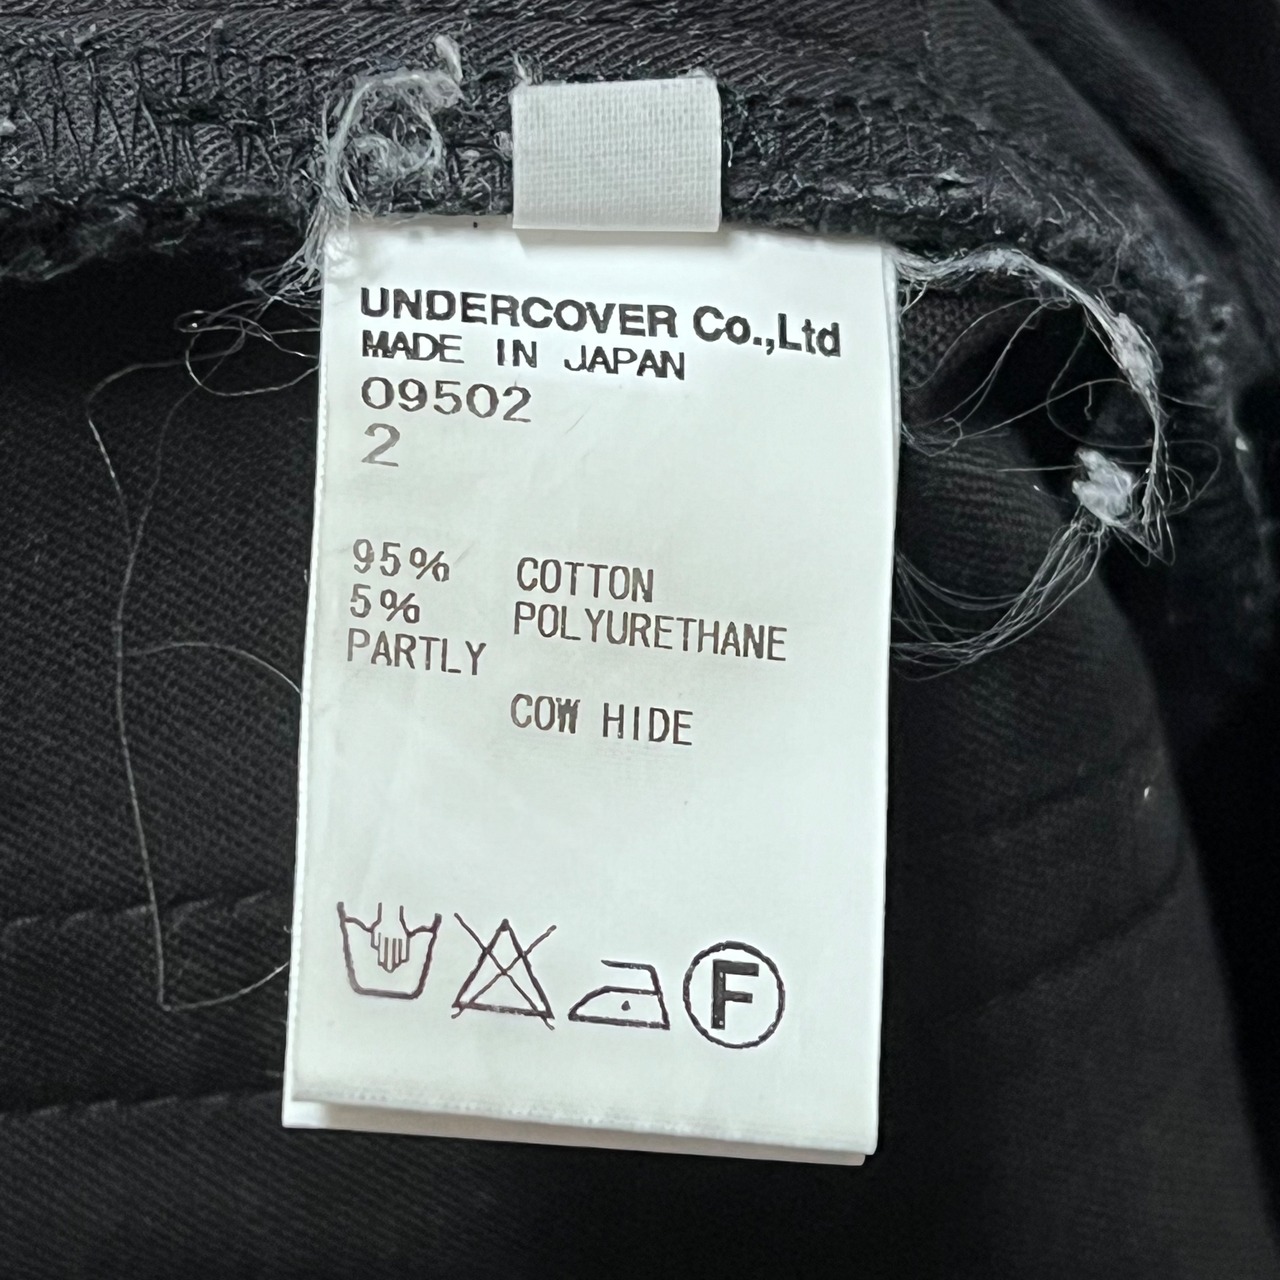 UNDERCOVER Co.,Ltd
MADE IN JAPAN
09502
2
95% COTTON
5% POLYURETHANE
PARTLY
COW HIDE
F